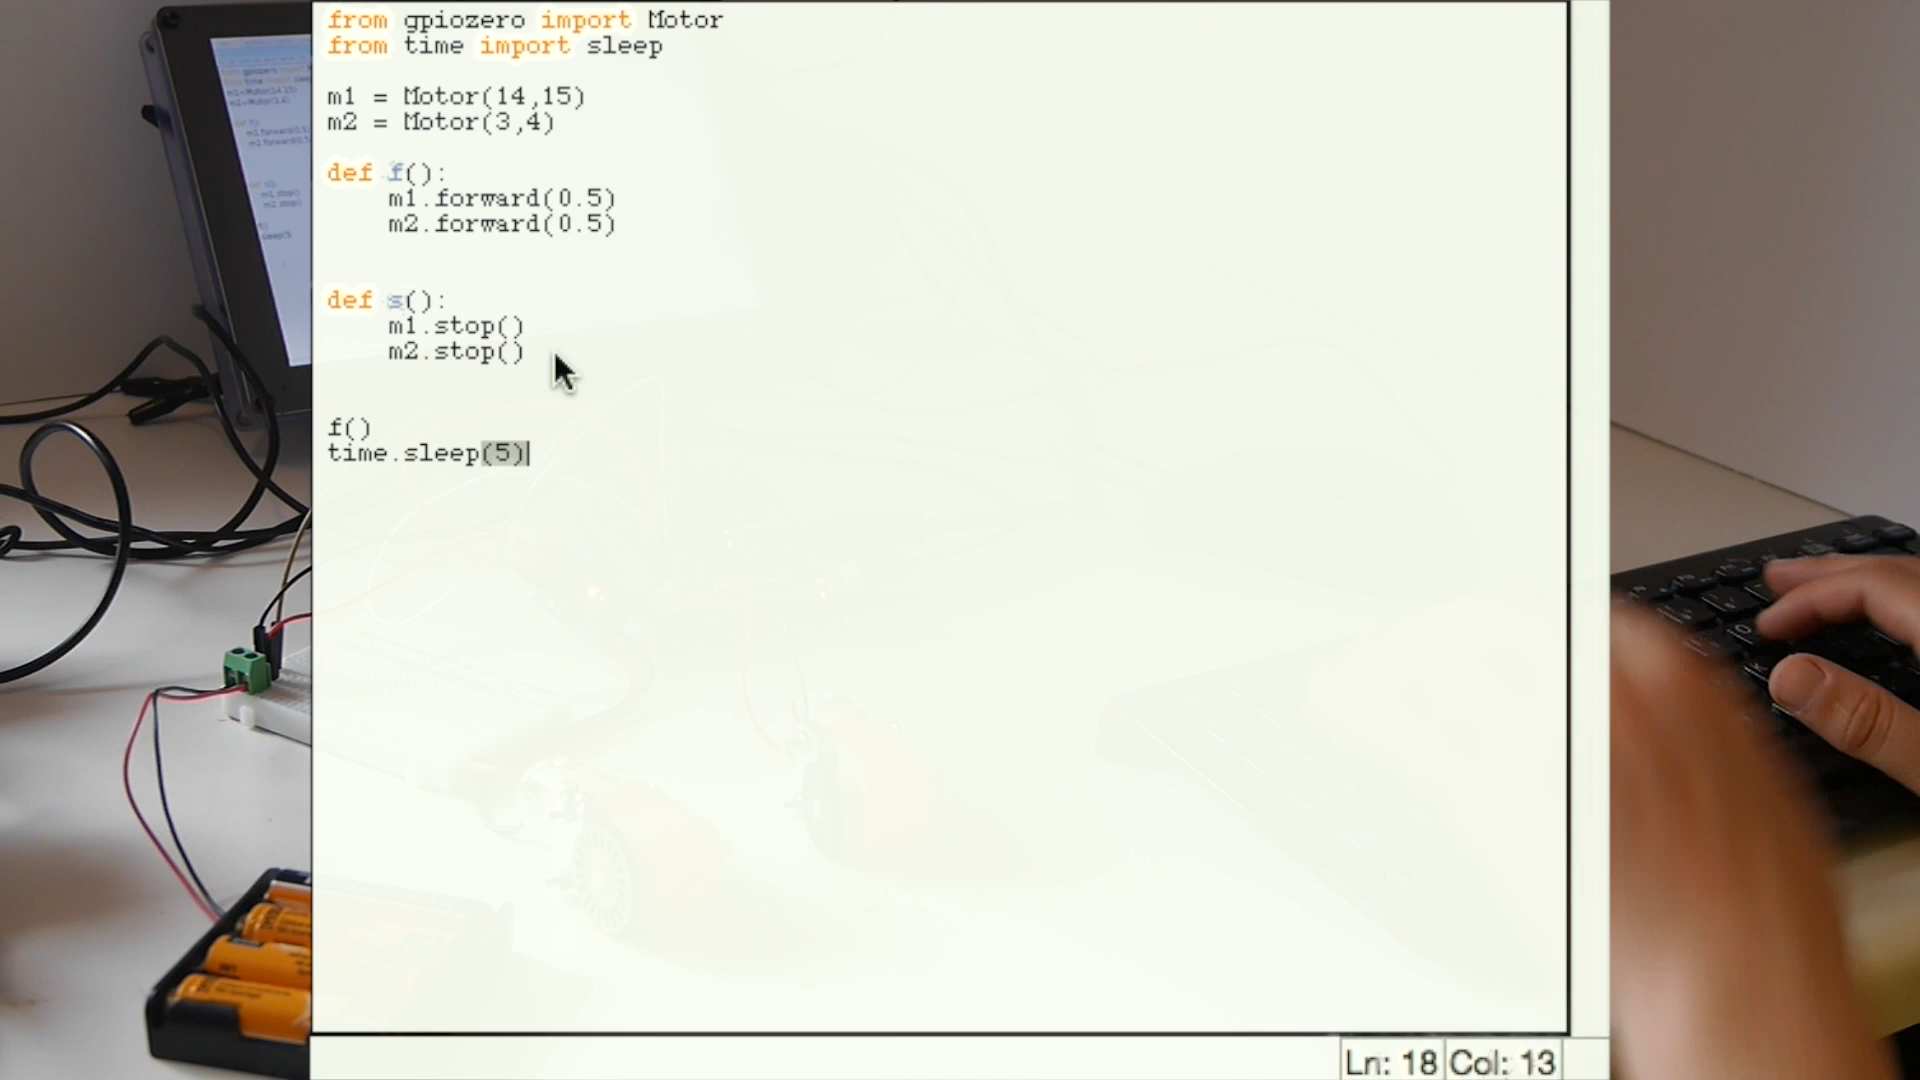 from gpiozero import Motor
from time import sleep
m1 = Motor(14,15)
m2 = Motor(3,4)
def f():
m1.forward(0.5)
m2.forward(0.5)
def s():
m1.stop()
m2.stop()
f()
time.sleep(5)
Ln: 18 Col: 13